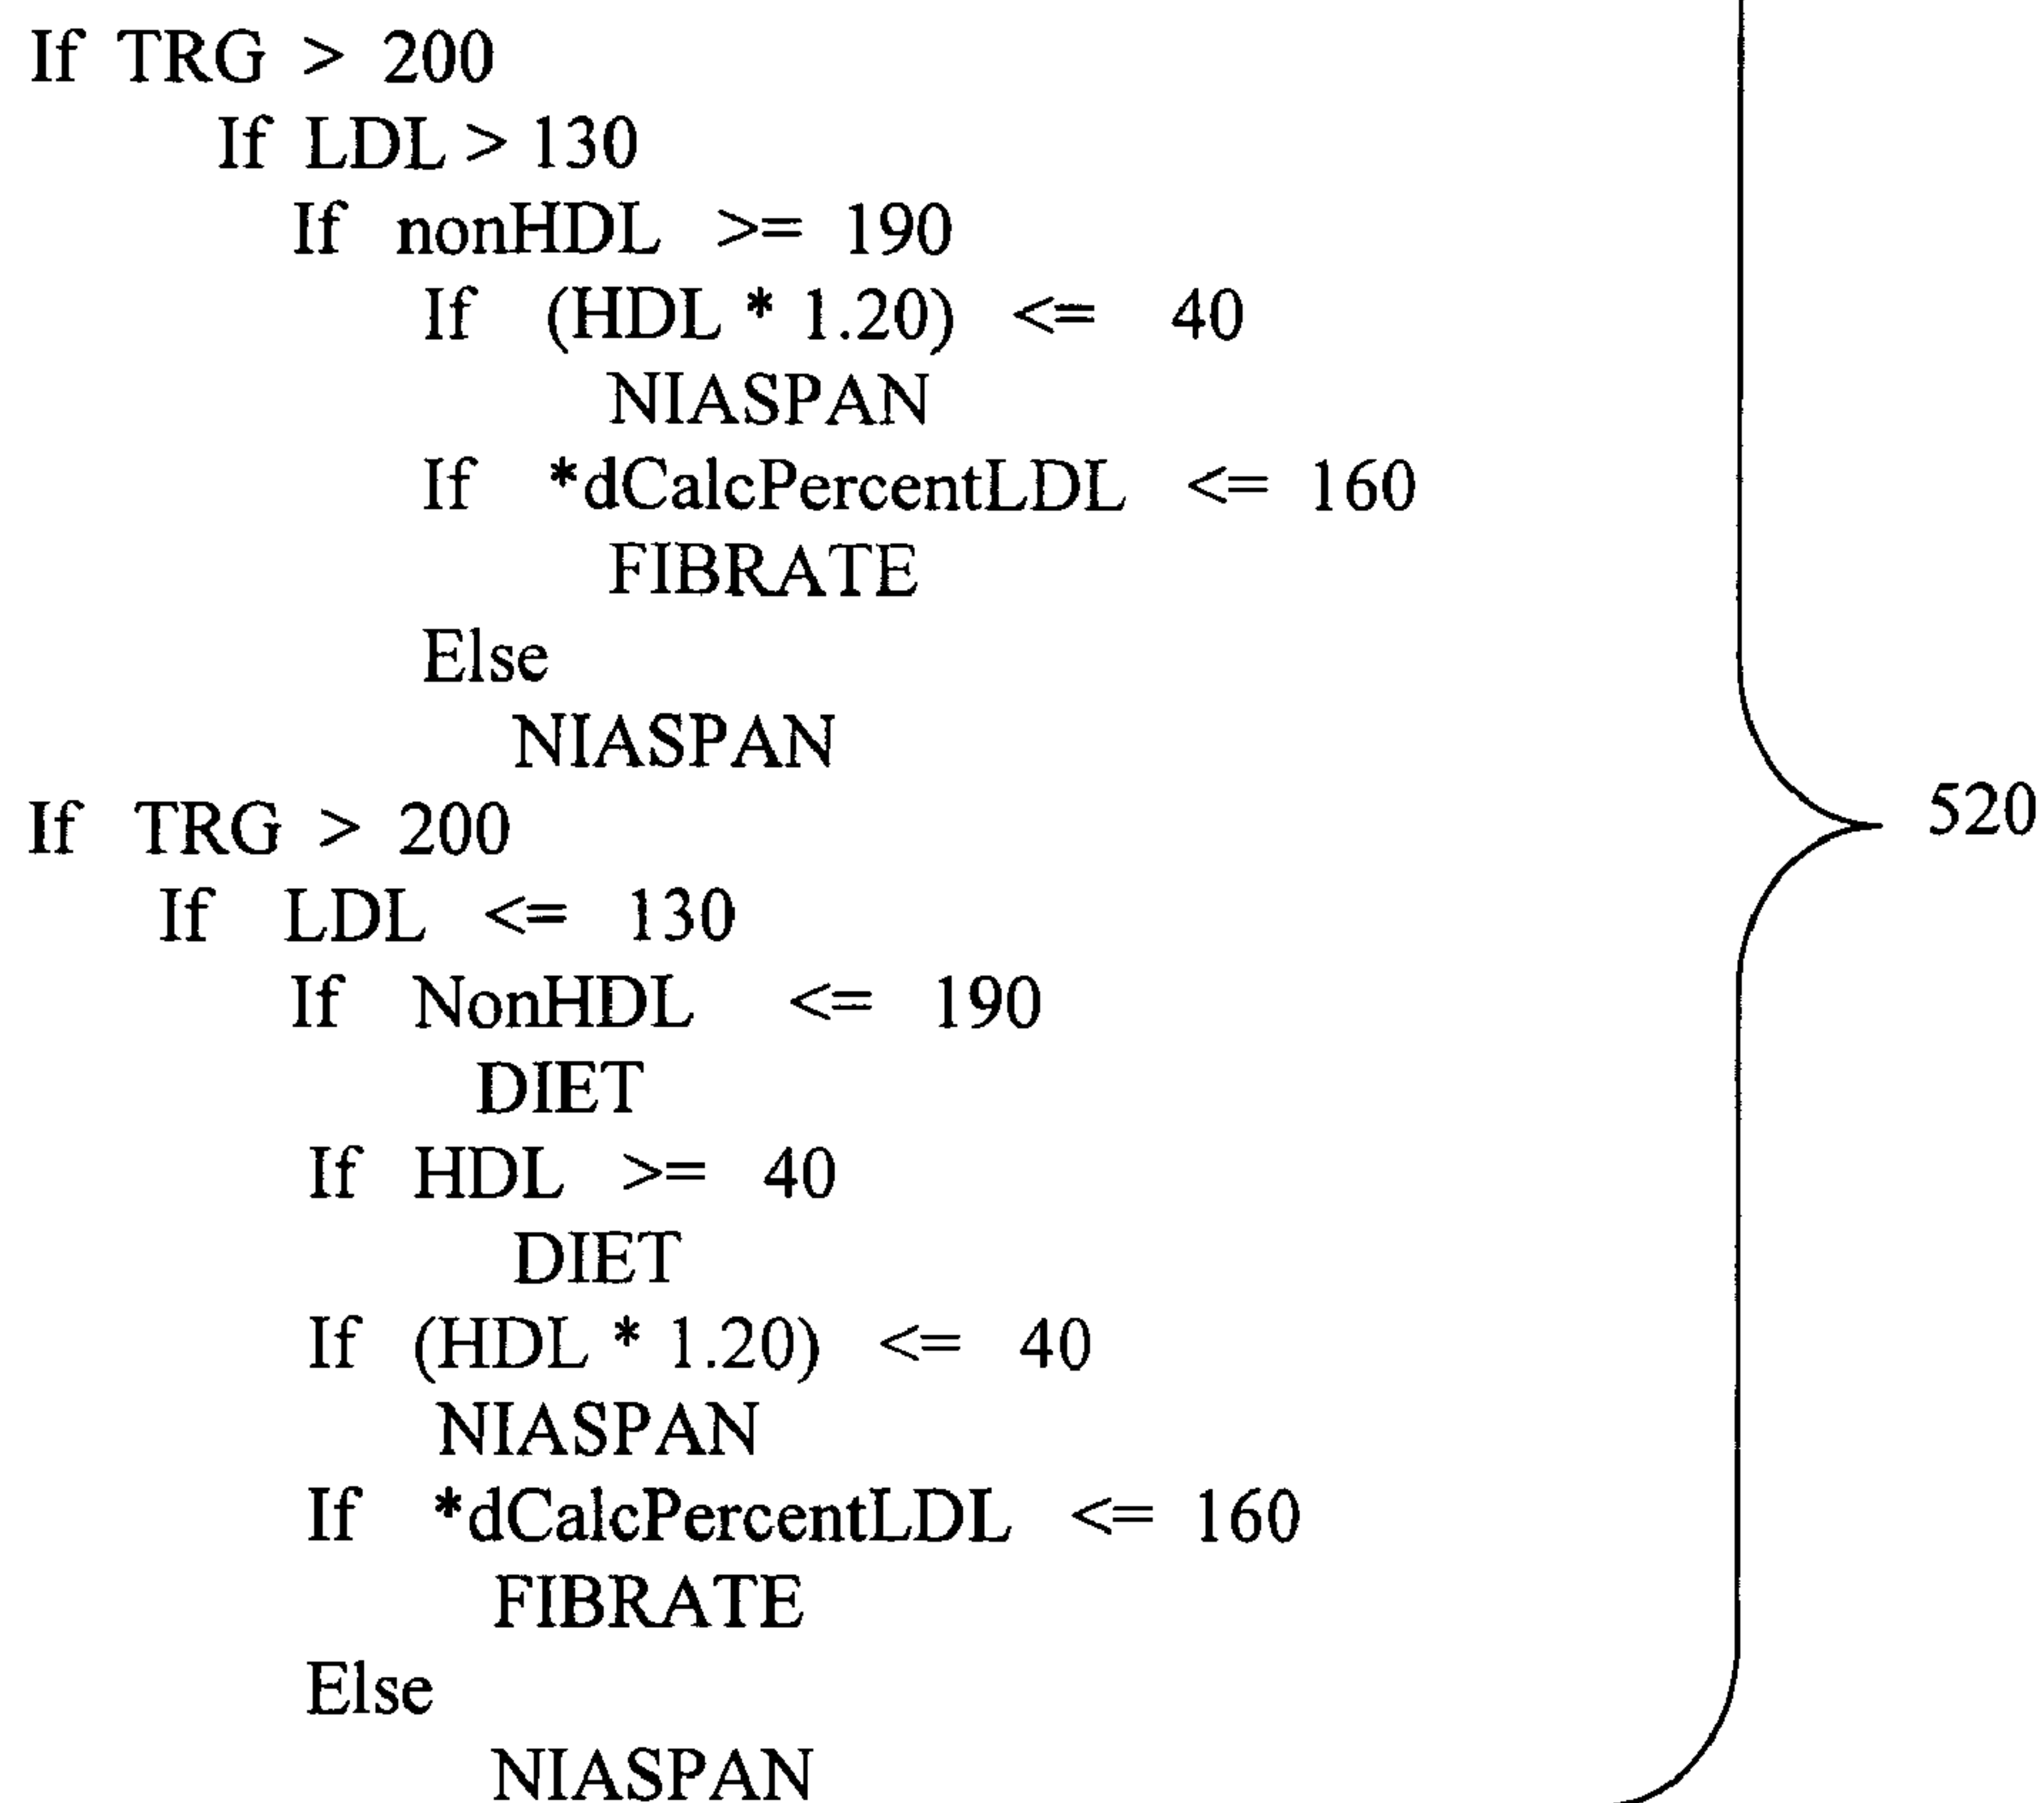 If TRG > 200
If LDL > 130
If nonHDL >= 190
If (HDL * 1.20) <= 40
NIASPAN
If *dCalcPercentLDL <= 160
FIBRATE
Else
NIASPAN
520
If TRG > 200
If LDL <= 130
If NonHDL <= 190
DIET
If HDL >= 40
DIET
If (HDL * 1.20) <= 40
NIASPAN
If *dCalcPercentLDL <= 160
FIBRATE
Else
NIASPAN